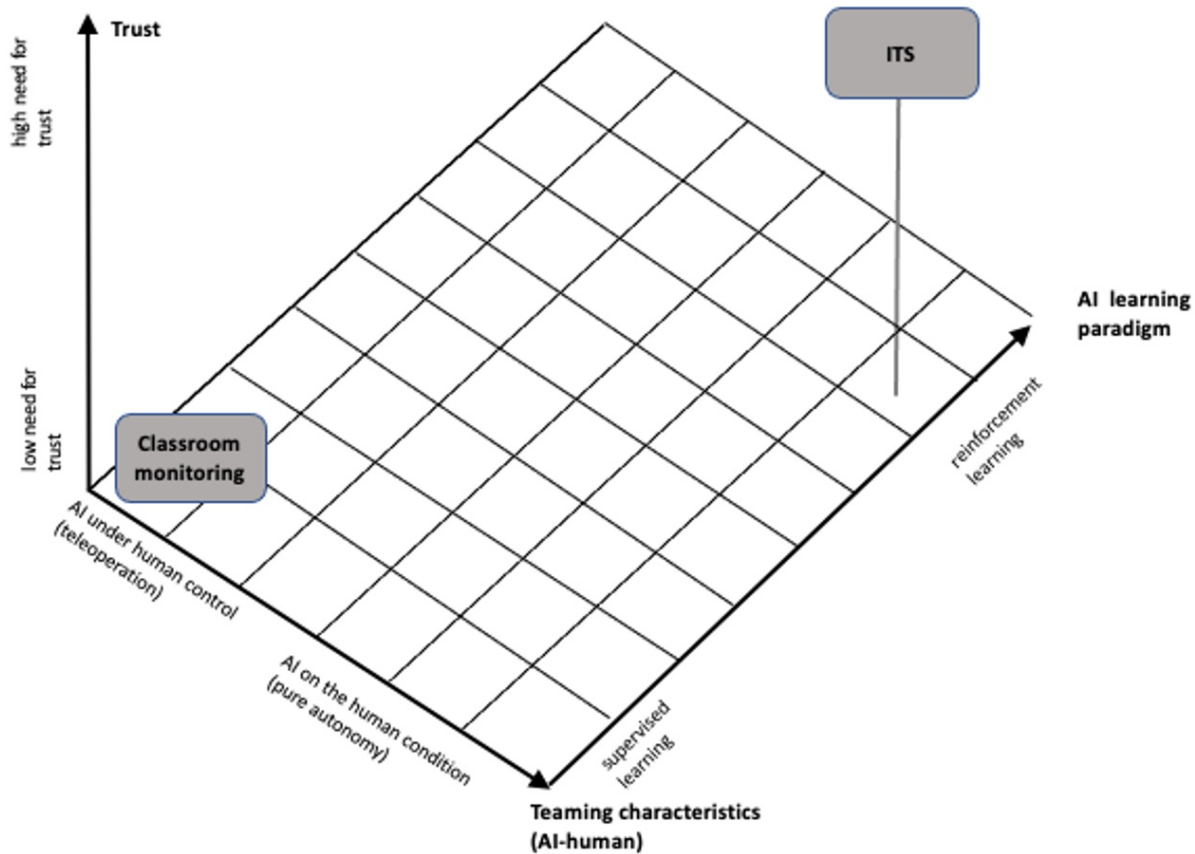 Trust
high need for
trust
ITS
AI learning
paradigm
low need for
trust
Classroom
monitoring
reinforcement
learning
AI under human control
(teleoperation)
AI on the human condition
(pure autonomy)
supervised
learning
Teaming characteristics
(AI-human)